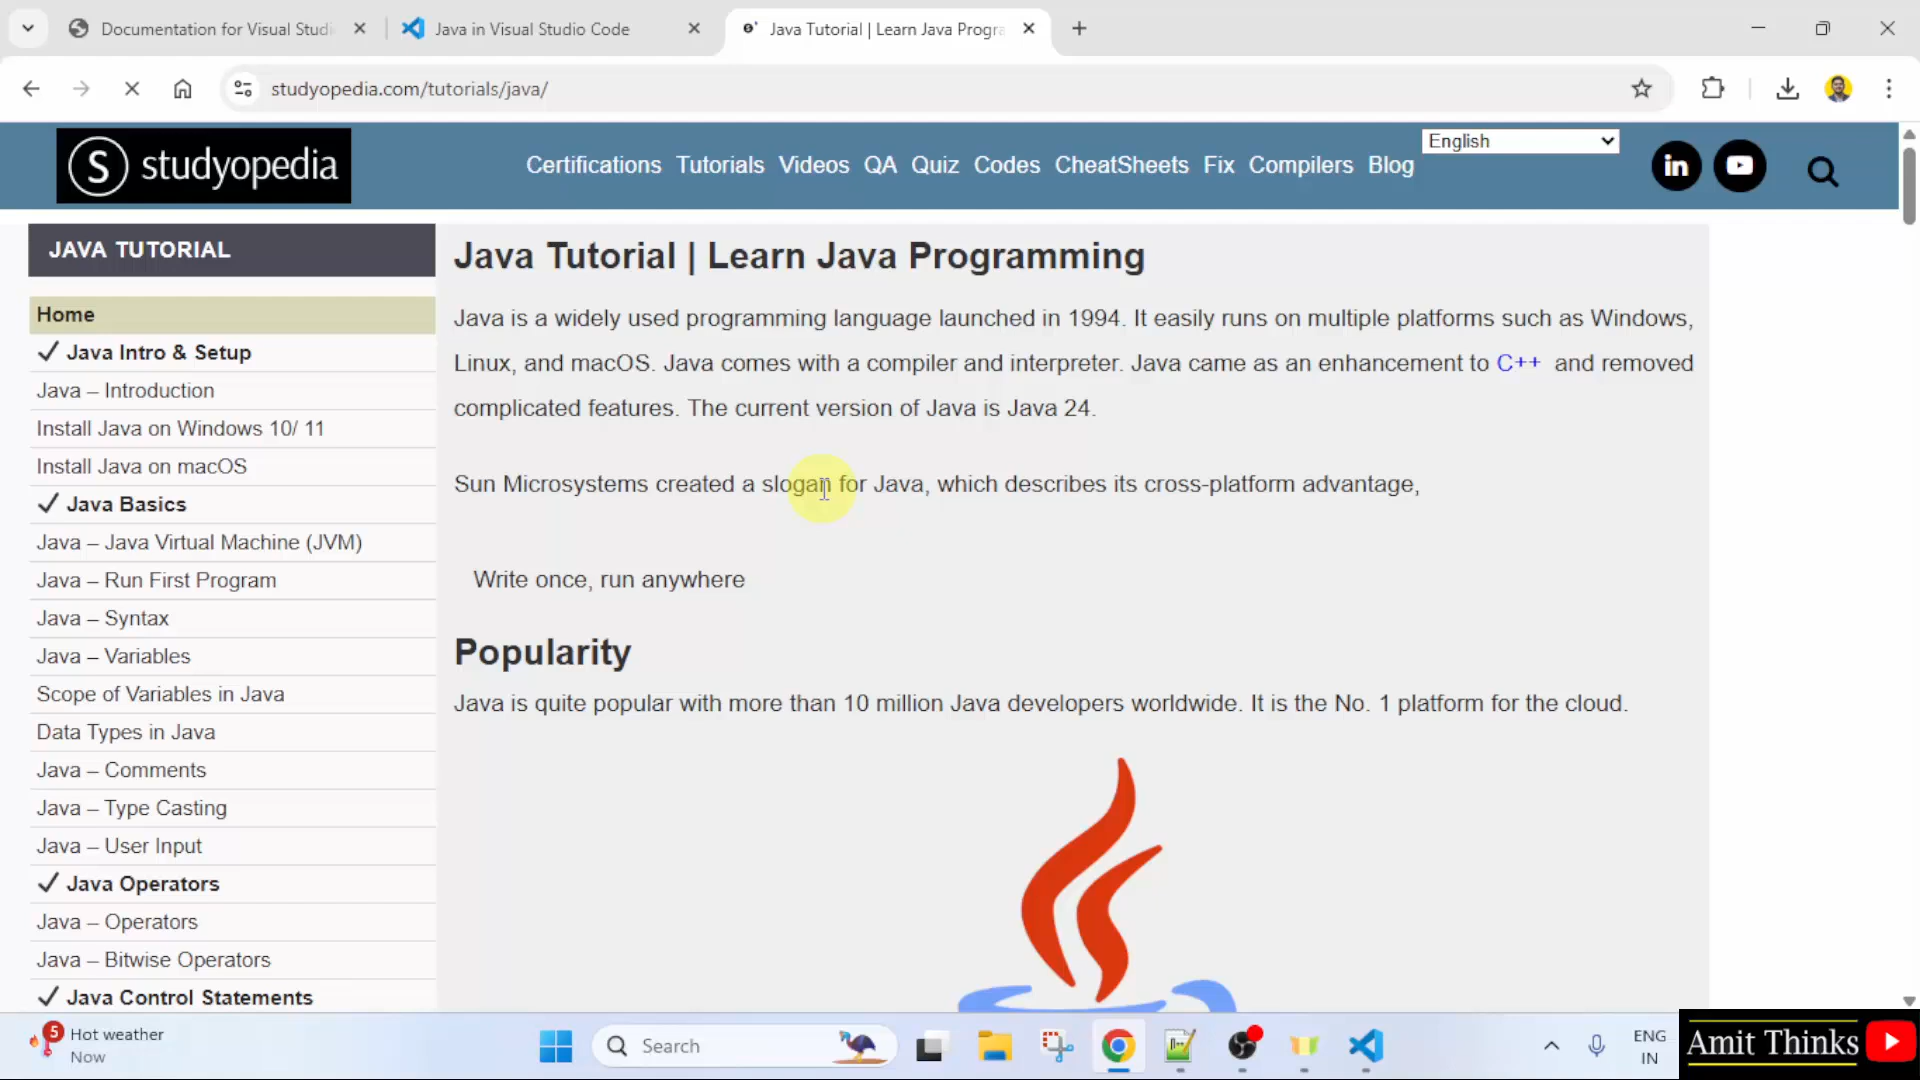 Documentation for Visual Studi
Java in Visual Studio Code
Java Tutorial | Learn Java Progra
studyopedia.com/tutorials/java/
S studyopedia
Certifications Tutorials Videos QA Quiz Codes CheatSheets Fix Compilers Blog
English
in
JAVA TUTORIAL
Home
Java Intro & Setup
Java – Introduction
Install Java on Windows 10/ 11
Install Java on macOS
Java Basics
Java – Java Virtual Machine (JVM)
Java – Run First Program
Java – Syntax
Java – Variables
Scope of Variables in Java
Data Types in Java
Java – Comments
Java – Type Casting
Java – User Input
Java Operators
Java – Operators
Java – Bitwise Operators
Java Control Statements
Java Tutorial | Learn Java Programming
Java is a widely used programming language launched in 1994. It easily runs on multiple platforms such as Windows,
Linux, and macOS. Java comes with a compiler and interpreter. Java came as an enhancement to C++ and removed
complicated features. The current version of Java is Java 24.
Sun Microsystems created a slogan for Java, which describes its cross-platform advantage,
Write once, run anywhere
Popularity
Java is quite popular with more than 10 million Java developers worldwide. It is the No. 1 platform for the cloud.
5
Hot weather
Now
Search
ENG
IN
Amit Thinks